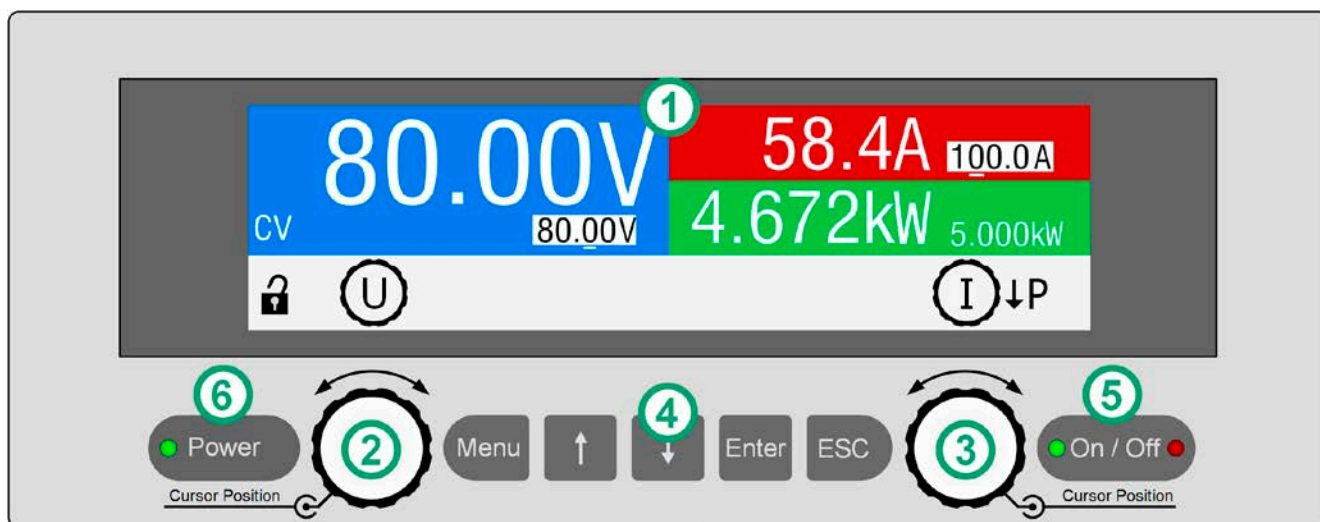 1
80.00V
58.4A 100.0A
CV 80.00V
4.672kW 5.000kW
U I ↓P
6 5
4
Power 2 Menu ↑ ↓ Enter ESC 3 On / Off
Cursor Position Cursor Position